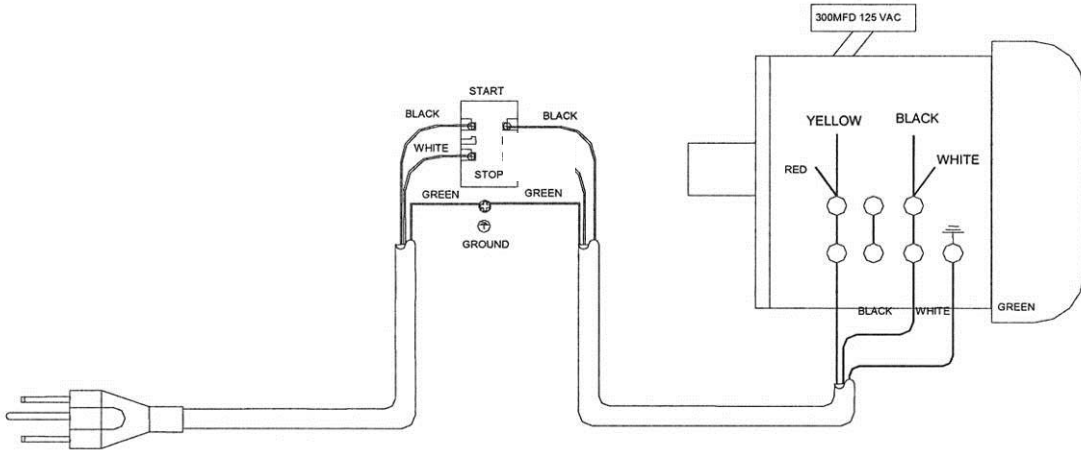 300MFD 125 VAC
START
BLACK
BLACK
YELLOW
BLACK
WHITE
WHITE
RED
STOP
GREEN
GREEN
GROUND
BLACK
WHITE
GREEN